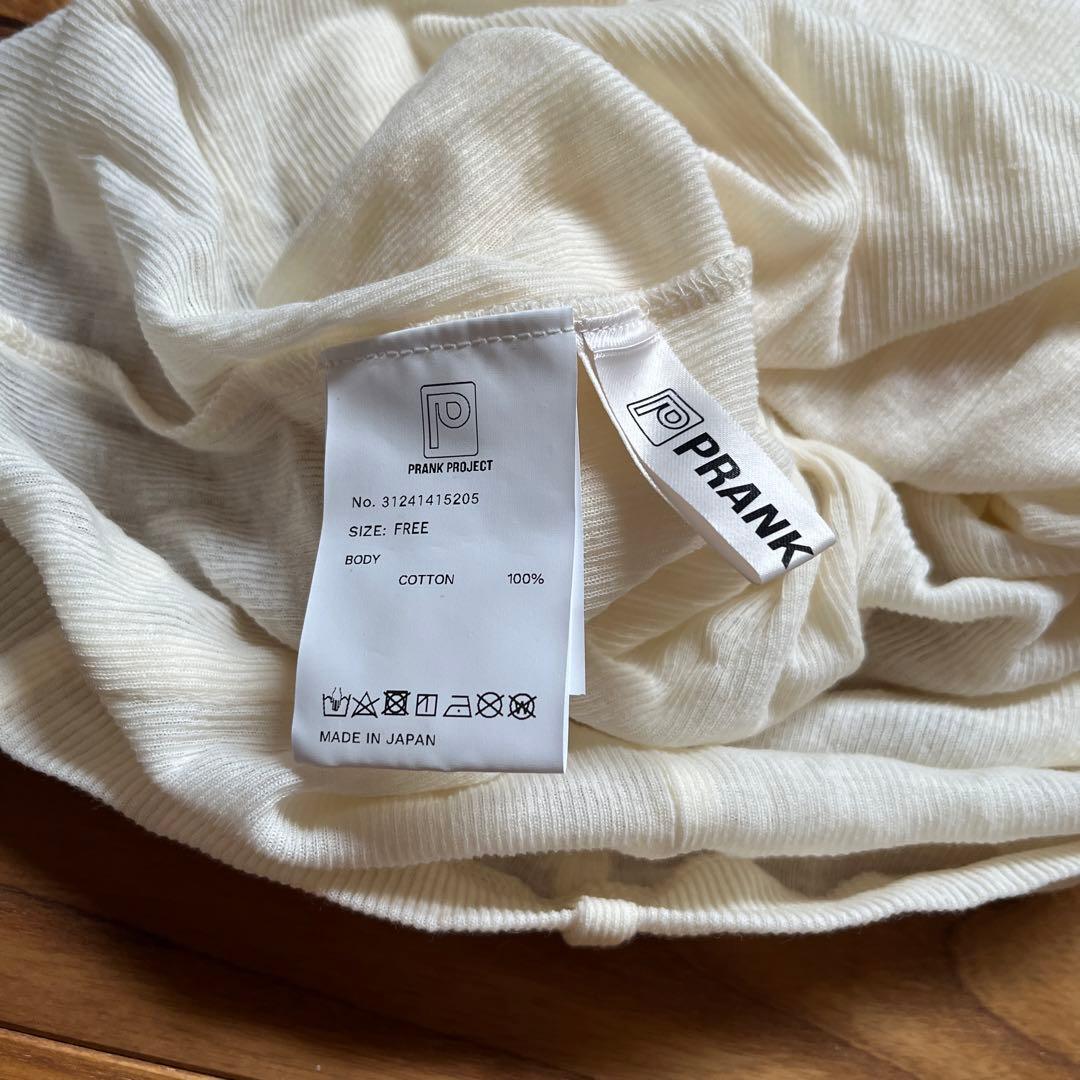 P
PRANK PROJECT
No. 31241415205
SIZE: FREE
BODY
COTTON 100%
W
MADE IN JAPAN
P PRANK